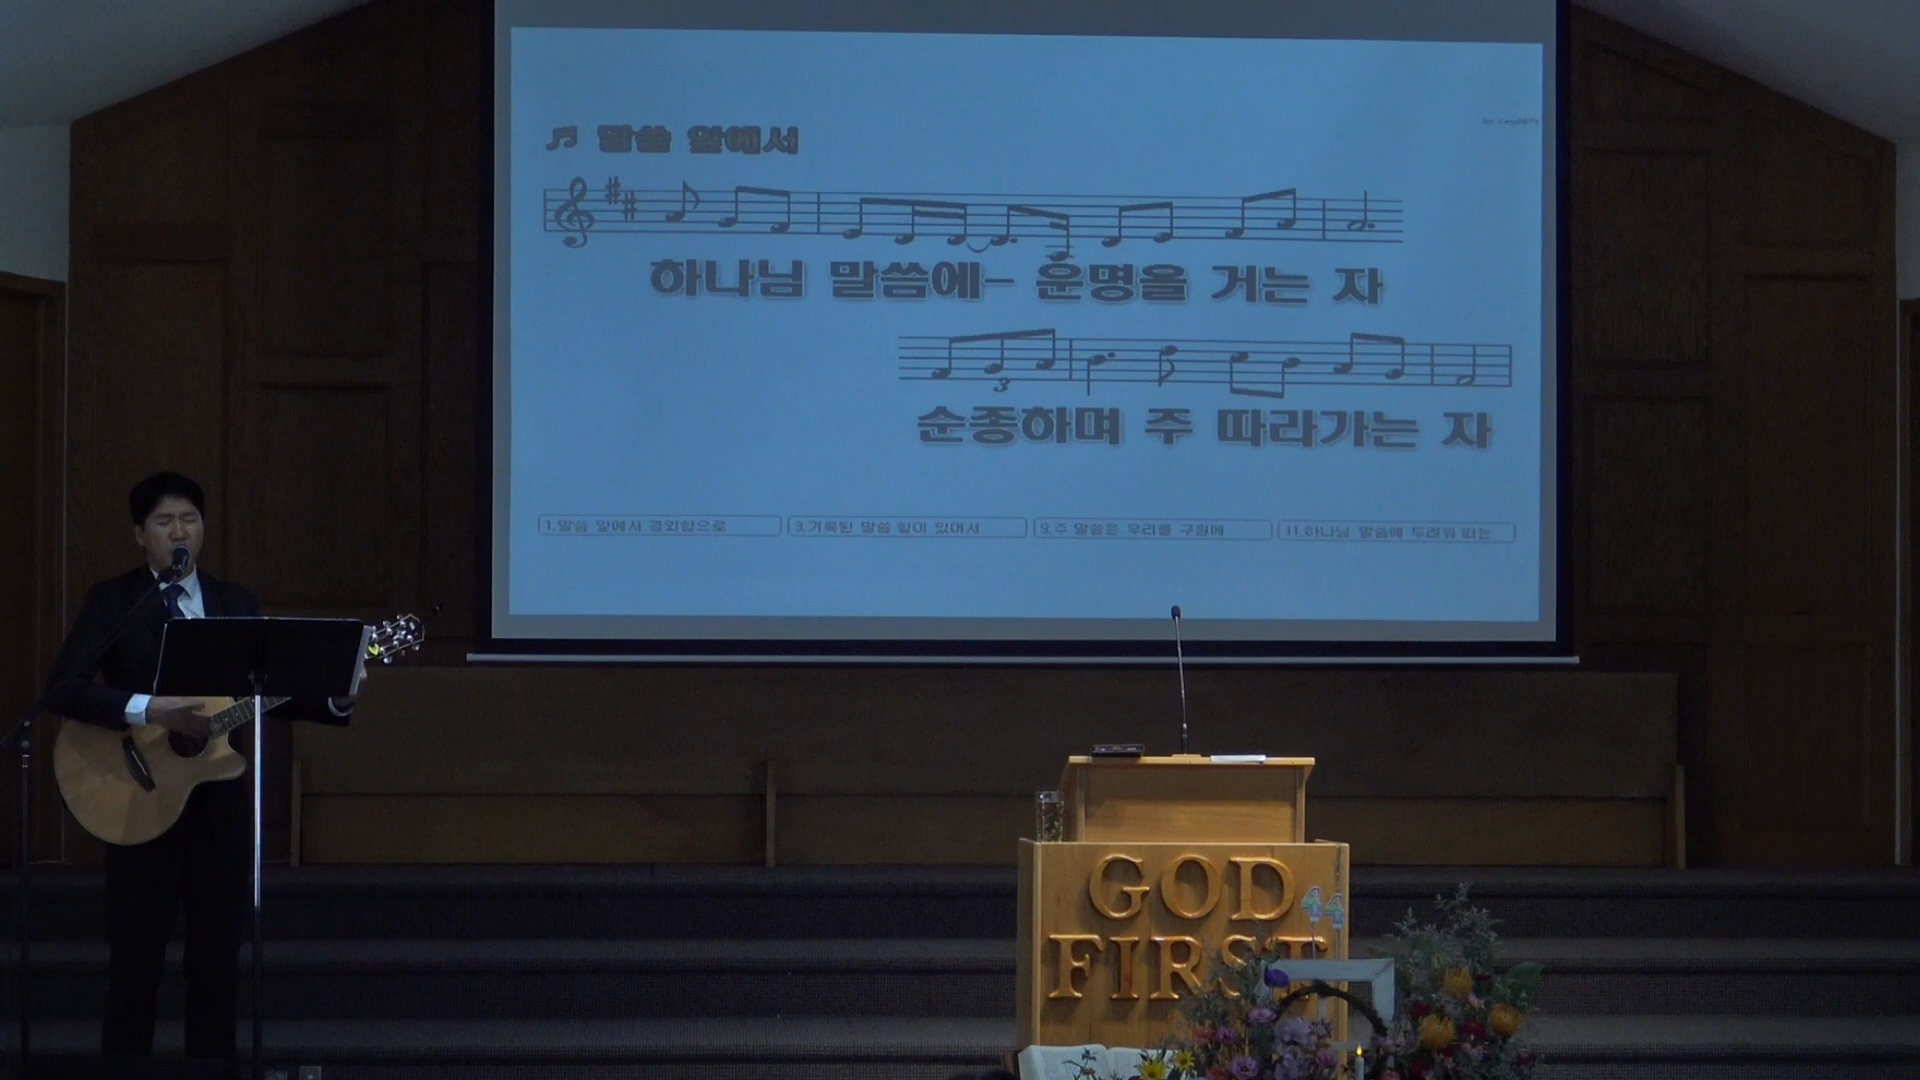 말씀 앞에서
하나님 말씀에- 운명을 거는 자
3
순종하며 주 따라가는 자
1.말씀 앞에서 경외함으로
3.기록된 말씀 힘이 있어서
9.주 말씀은 우리를 구원해
11.하나님 말씀에 두려워 떠는
GOD
44
FIRST